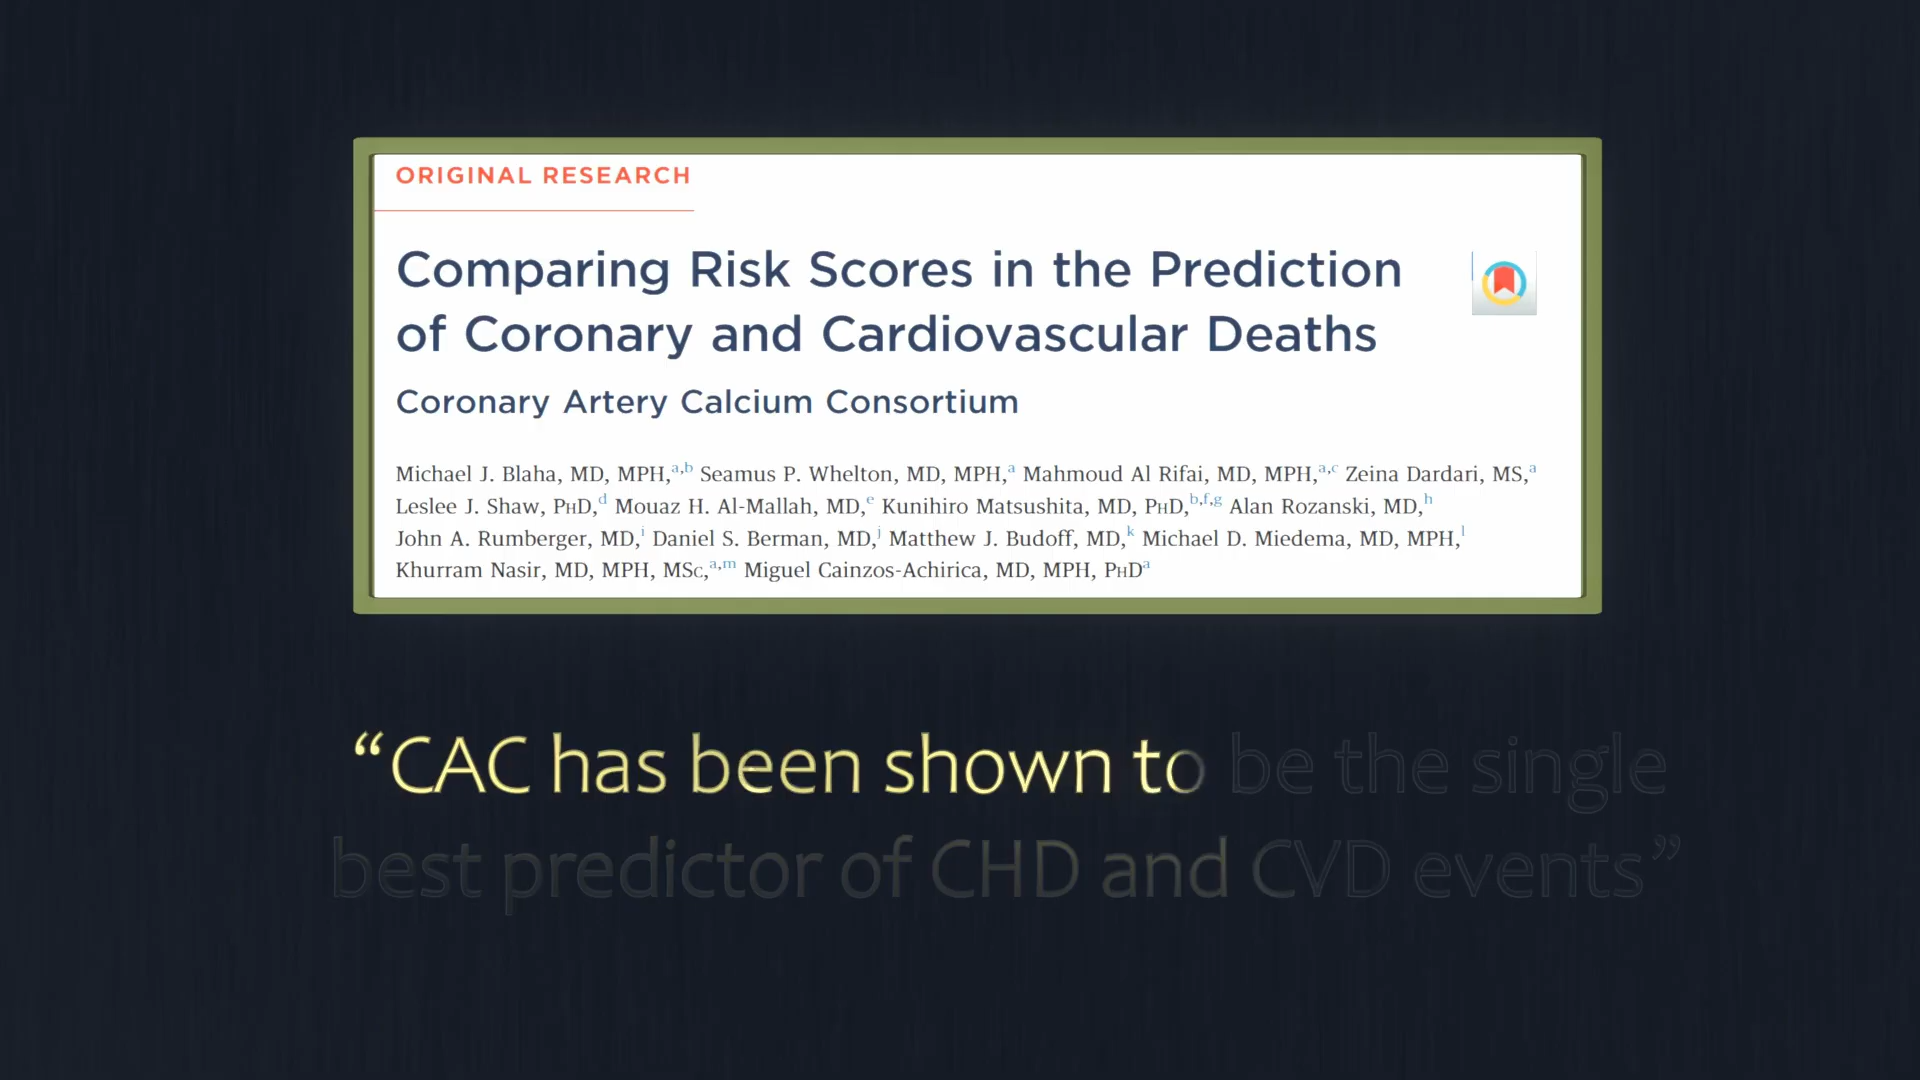 ORIGINAL RESEARCH
Comparing Risk Scores in the Prediction
of Coronary and Cardiovascular Deaths
Coronary Artery Calcium Consortium
Michael J. Blaha, MD, MPH,a,b Seamus P. Whelton, MD, MPH,a Mahmoud Al Rifai, MD, MPH,a,c Zeina Dardari, MS,a
Leslee J. Shaw, PHD,d Mouaz H. Al-Mallah, MD,e Kunihiro Matsushita, MD, PHD,b,f,g Alan Rozanski, MD,h
John A. Rumberger, MD,i Daniel S. Berman, MD,j Matthew J. Budoff, MD,k Michael D. Miedema, MD, MPH,l
Khurram Nasir, MD, MPH, MSC,a,m Miguel Cainzos-Achirica, MD, MPH, PHDa
“CAC has been shown to be the single
best predictor of CHD and CVD events”